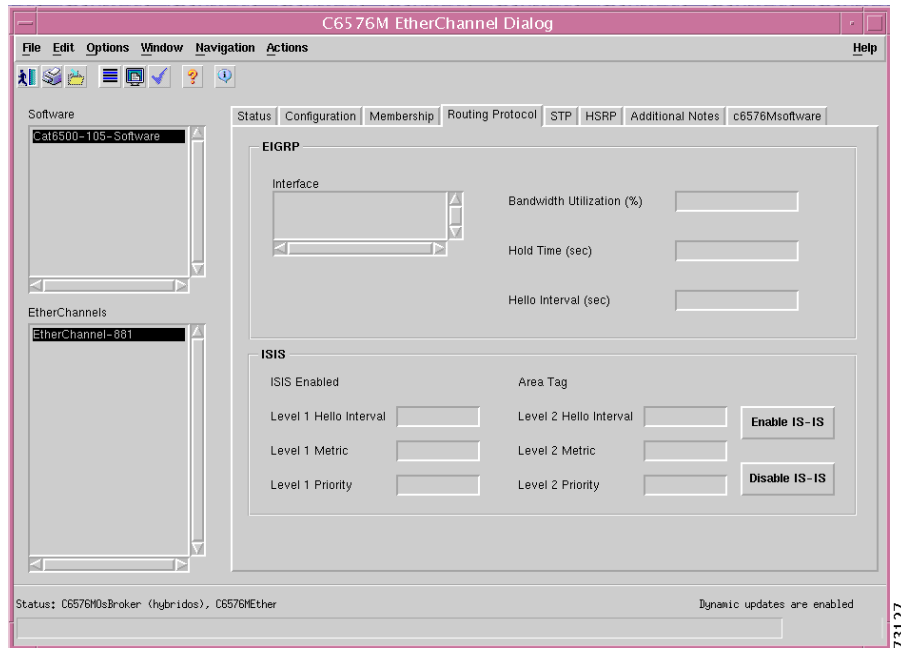 C6576M EtherChannel Dialog
File Edit Options Window Navigation Actions Help
Software
Cat6500-105-Software
EtherChannels
EtherChannel-881
Status Configuration Membership Routing Protocol STP HSRP Additional Notes c6576Msoftware
EIGRP
Interface
Bandwidth Utilization (%)
Hold Time (sec)
Hello Interval (sec)
ISIS
ISIS Enabled Area Tag
Level 1 Hello Interval Level 2 Hello Interval Enable IS-IS
Level 1 Metric Level 2 Metric
Level 1 Priority Level 2 Priority Disable IS-IS
Status: C6576MOsBroker (hybridos), C6576MEther Dynamic updates are enabled
73127